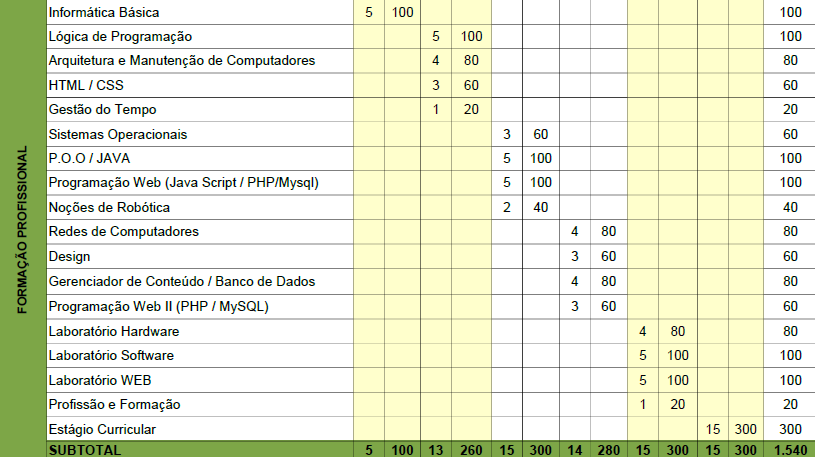 FORMAÇÃO PROFISSIONAL
Informática Básica 5 100 100
Lógica de Programação 5 100 100
Arquitetura e Manutenção de Computadores 4 80 80
HTML / CSS 3 60 60
Gestão do Tempo 1 20 20
Sistemas Operacionais 3 60 60
P.O.O / JAVA 5 100 100
Programação Web (Java Script / PHP/Mysql) 5 100 100
Noções de Robótica 2 40 40
Redes de Computadores 4 80 80
Design 3 60 60
Gerenciador de Conteúdo / Banco de Dados 4 80 80
Programação Web II (PHP / MySQL) 3 60 60
Laboratório Hardware 4 80 80
Laboratório Software 5 100 100
Laboratório WEB 5 100 100
Profissão e Formação 1 20 20
Estágio Curricular 15 300 300
SUBTOTAL 5 100 13 260 15 300 14 280 15 300 15 300 1.540